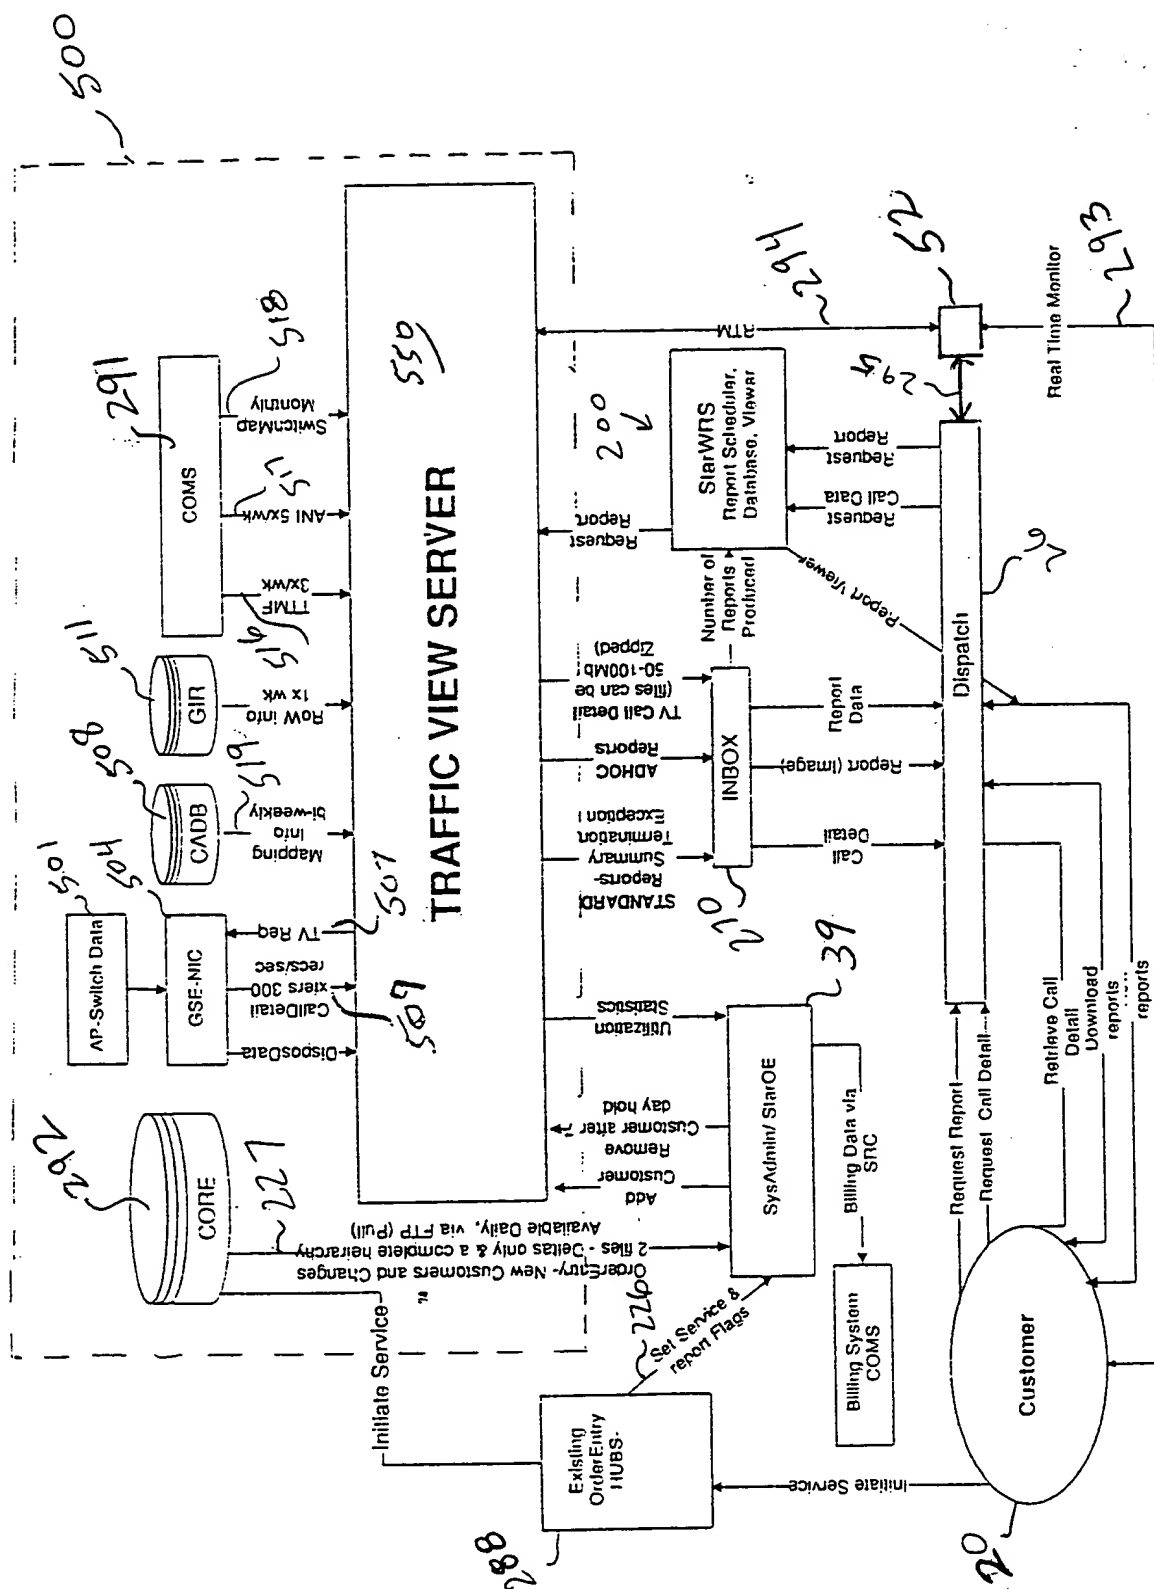 500
292
CORE
227
OrderEntry- New Customers and Changes
2 files - Deltas only & a complete heirarchy
Available Daily, via FTP (Pull)
Initiate Service
501
AP-Switch Data
504
GSE-NIC
DisposData
CallDetail
xfers 300
recs/sec
TV Req
507
509
508
CADB
519
Mapping
Info
bi-weekly
511
GIR
RoW info
1x wk
516
291
COMS
TTMF
3x/wk
ANI 5x/wk
517
SwitchMap
Monthly
518
TRAFFIC VIEW SERVER
550
288
Existing
OrderEntry
-HUBS-
226
Set Service &
report Flags
Add
Customer
Remove
Customer after
day hold
Utilization
Statistics
39
SysAdmin/ StarOE
Billing Data via
SRC
Billing System
COMS
STANDARD
Reports-
Summary
Termination
Exception
ADHOC
Reports
TV Call Detail
(files can be
50-100Mb
Zipped)
270
INBOX
Number of
Reports
Produced
Call
Detail
Report (image)
Report
Data
Request
Report
200
StarWRS
Report Scheduler,
Database, Viewer
Report Viewer
Request
Call Data
Request
Report
RTM
294
52
295
Dispatch
26
Real Time Monitor
293
20
Customer
Initiate Service
Request Report
Request Call Detail
Retrieve Call
Detail
Download
reports
reports